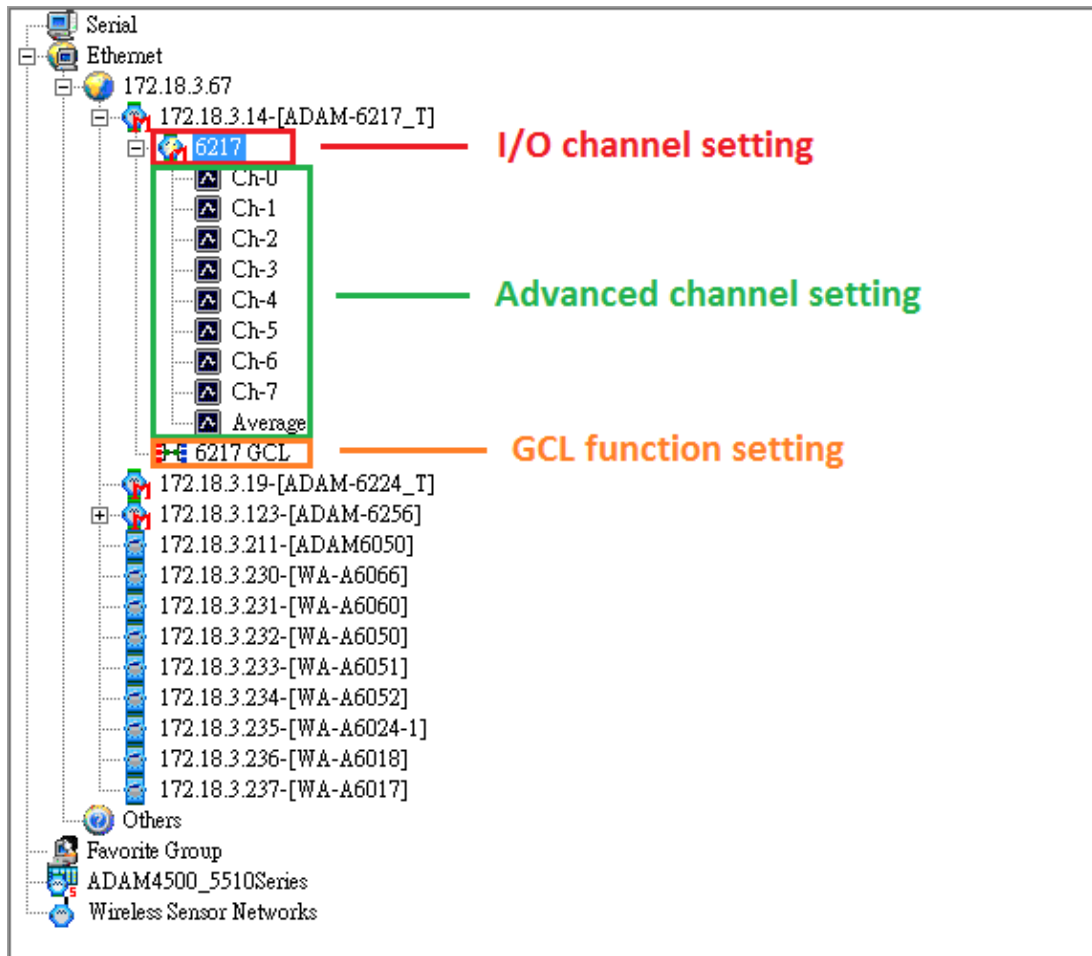 Serial
Ethernet
172.18.3.67
172.18.3.14-[ADAM-6217_T]
6217
I/O channel setting
Ch-0
Ch-1
Ch-2
Ch-3
Ch-4
Advanced channel setting
Ch-5
Ch-6
Ch-7
Average
6217 GCL
GCL function setting
172.18.3.19-[ADAM-6224_T]
172.18.3.123-[ADAM-6256]
172.18.3.211-[ADAM6050]
172.18.3.230-[WA-A6066]
172.18.3.231-[WA-A6060]
172.18.3.232-[WA-A6050]
172.18.3.233-[WA-A6051]
172.18.3.234-[WA-A6052]
172.18.3.235-[WA-A6024-1]
172.18.3.236-[WA-A6018]
172.18.3.237-[WA-A6017]
Others
Favorite Group
ADAM4500_5510Series
Wireless Sensor Networks